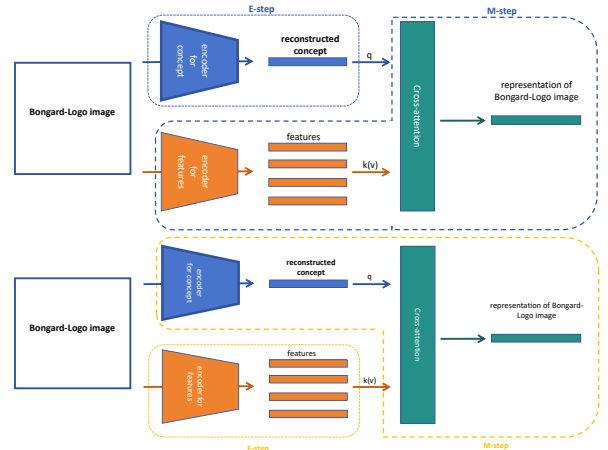 E-step
M-step
reconstructed
concept
encoder
for
concept
q
Bongard-Logo image
Cross-attention
representation of
Bongard-Logo image
features
encoder
for
features
k(v)
reconstructed
concept
encoder
for concept
q
Bongard-Logo image
Cross-attention
representation of Bongard-
Logo image
features
encoder for
features
k(v)
E-step
M-step